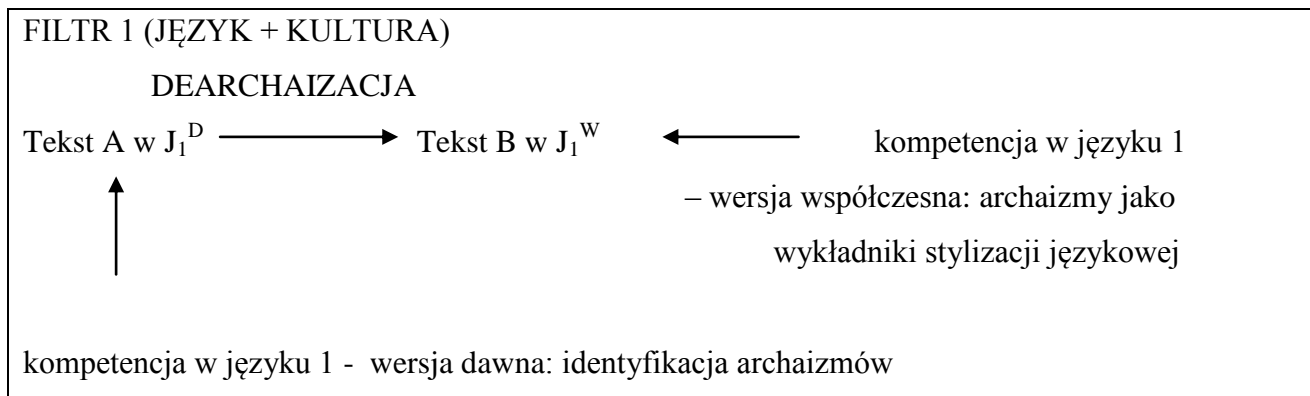 FILTR 1 (JĘZYK + KULTURA)
DEARCHAIZACJA
Tekst A w J₁ᴰ Tekst B w J₁ᵂ kompetencja w języku 1
– wersja współczesna: archaizmy jako
wykładniki stylizacji językowej
kompetencja w języku 1 - wersja dawna: identyfikacja archaizmów